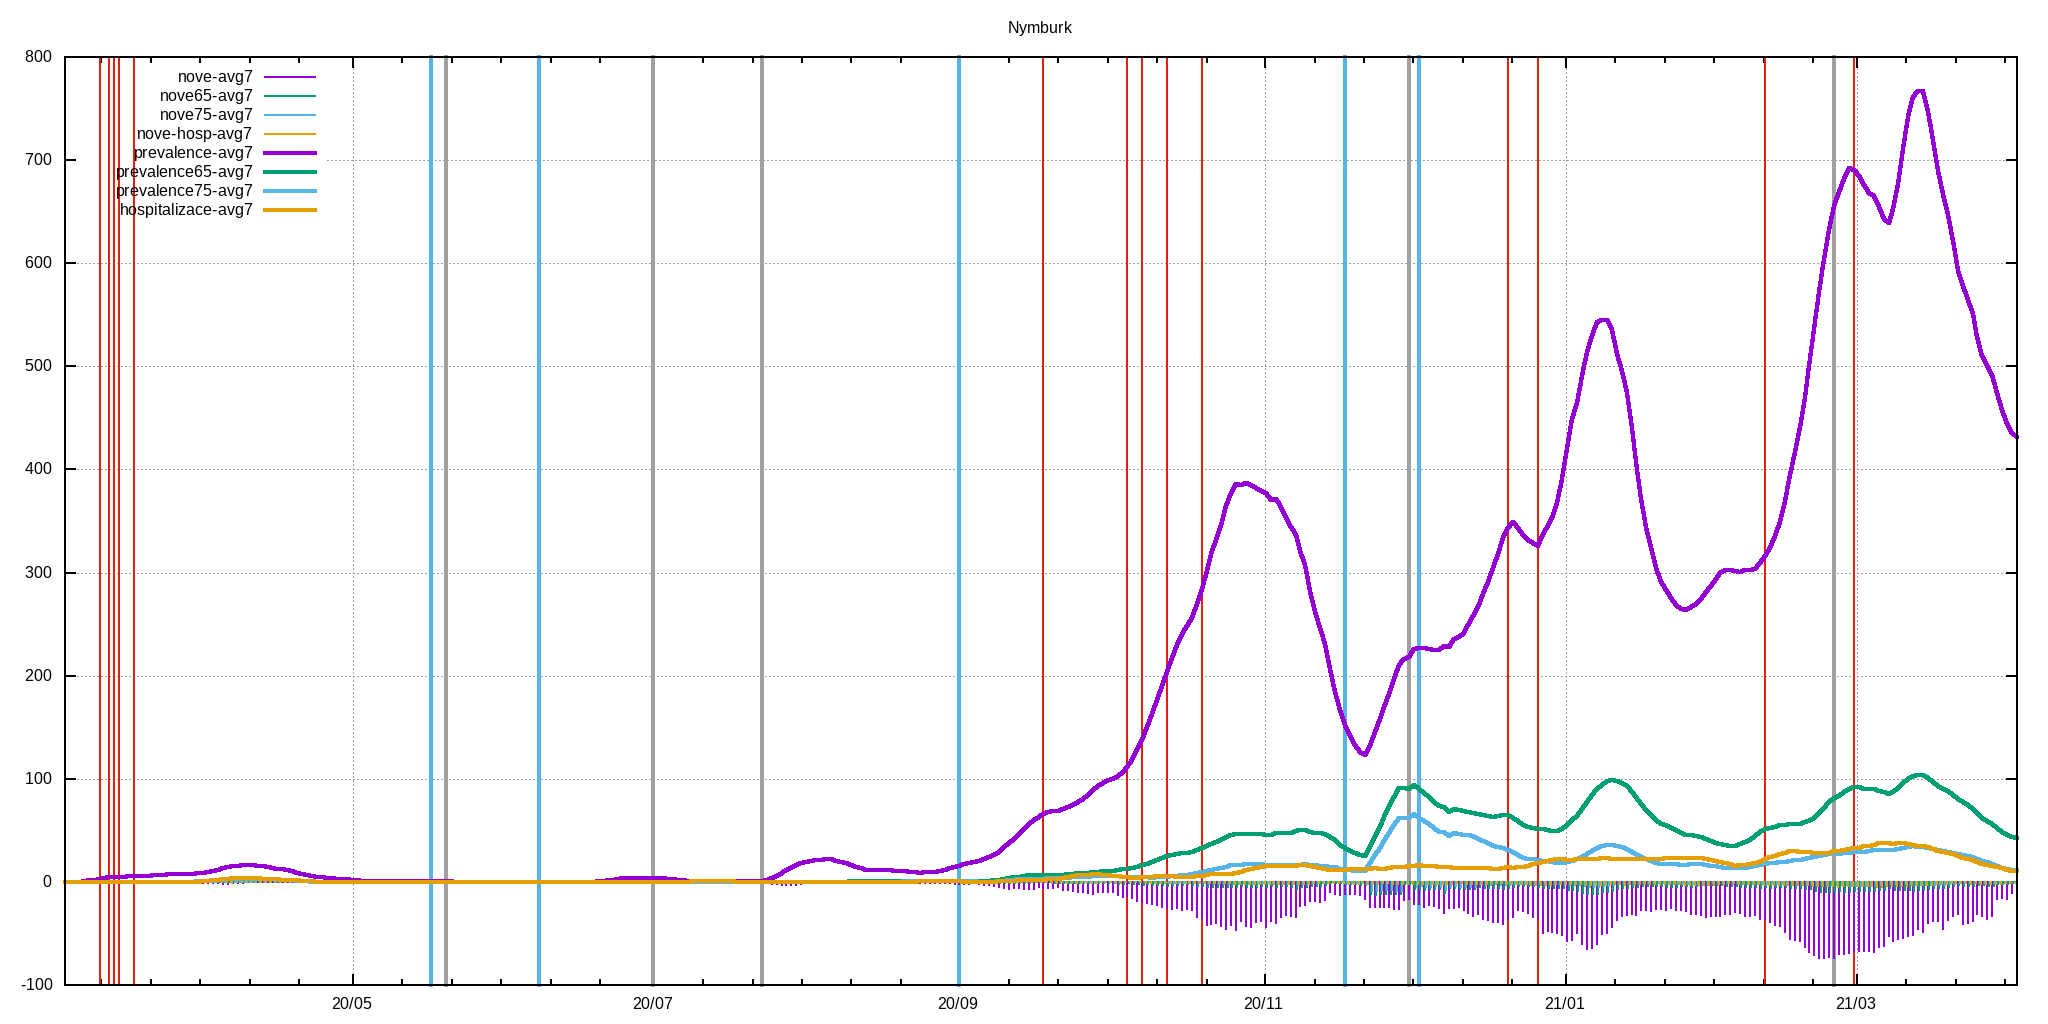 Nymburk
800
700
600
500
400
300
200
100
0
-100
nove-avg7
nove65-avg7
nove75-avg7
nove-hosp-avg7
prevalence-avg7
prevalence65-avg7
prevalence75-avg7
hospitalizace-avg7
20/05 20/07 20/09 20/11 21/01 21/03